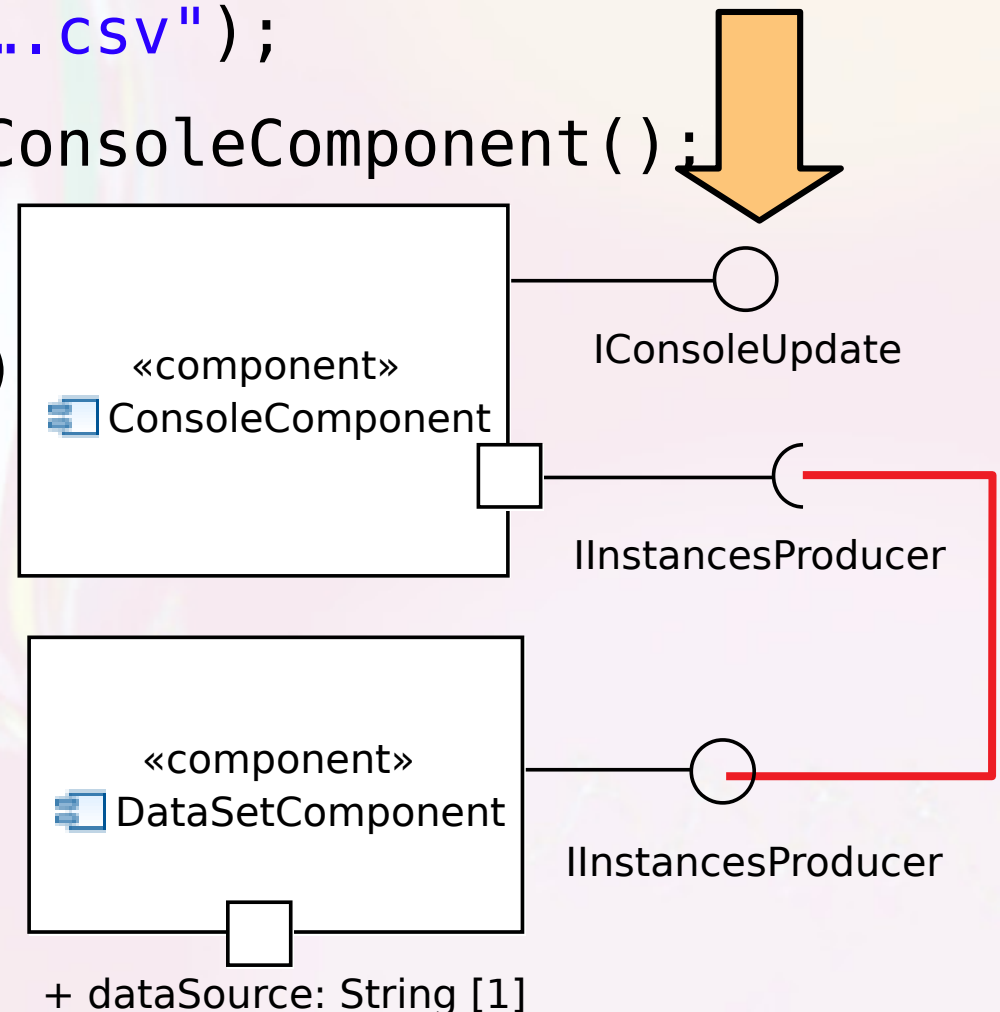 ….csv");
ConsoleComponent();
)
IConsoleUpdate
«component»
ConsoleComponent
IInstancesProducer
«component»
DataSetComponent
IInstancesProducer
+ dataSource: String [1]